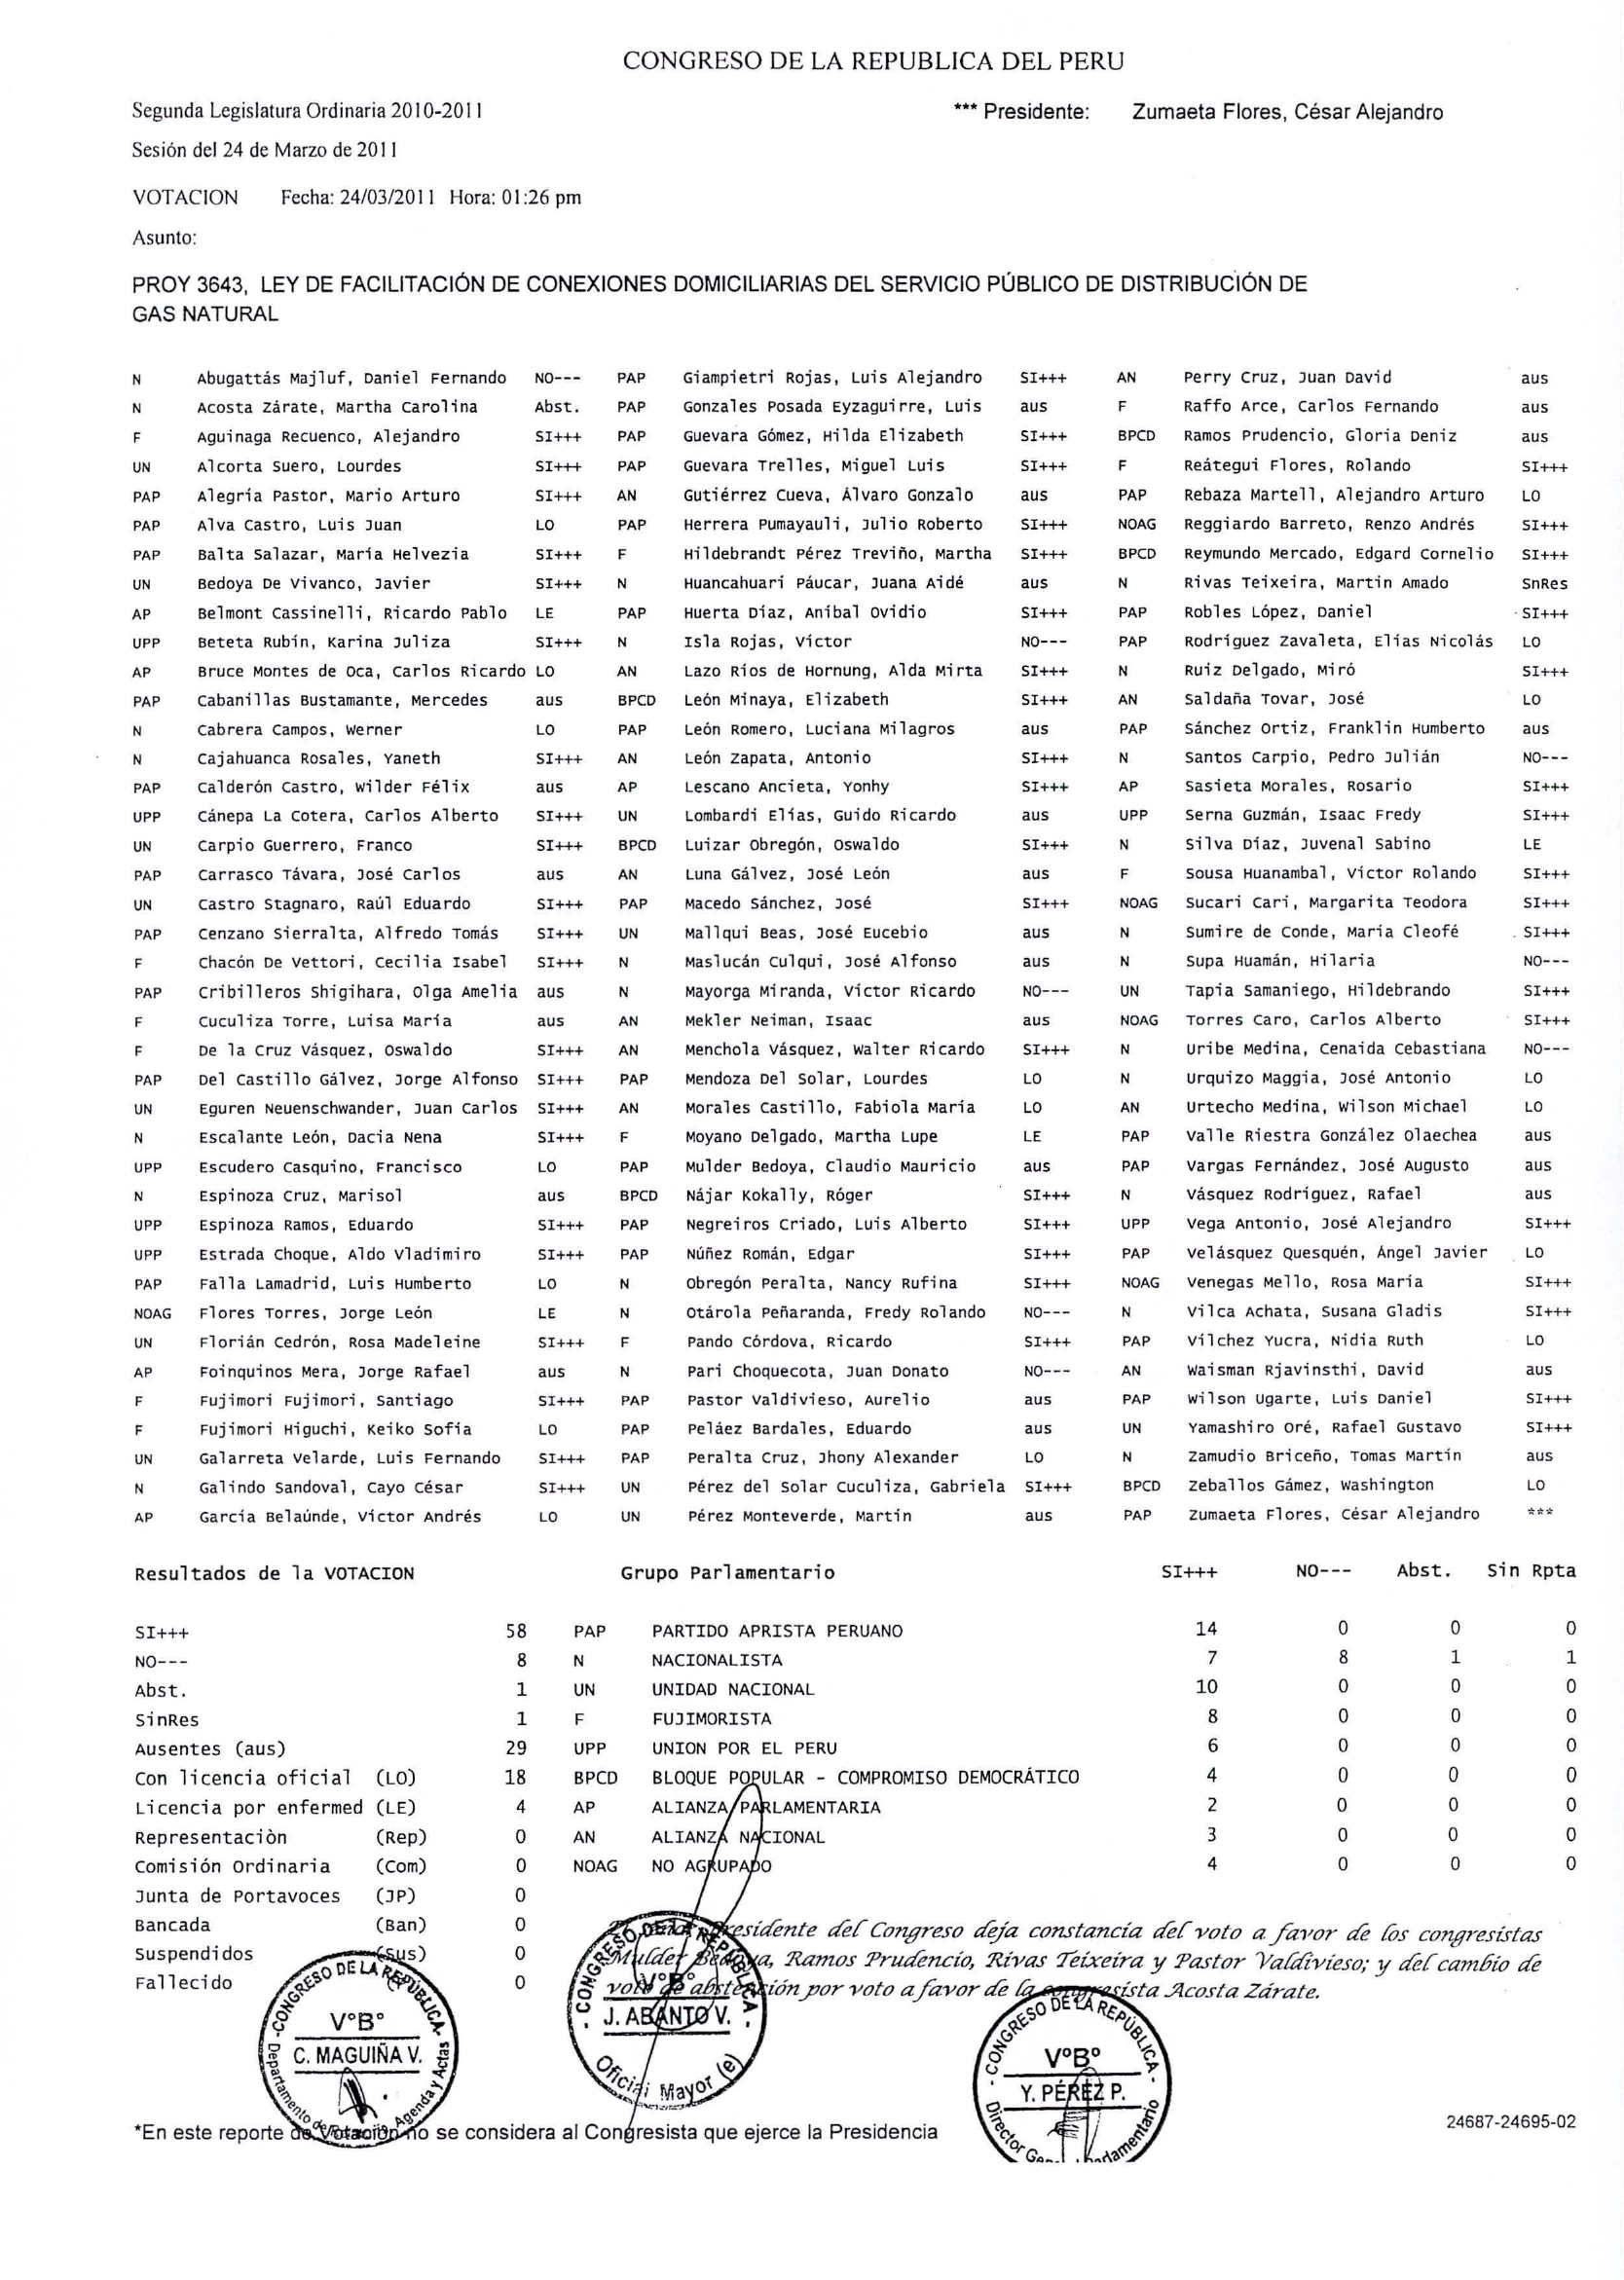 CONGRESO DE LA REPUBLICA DEL PERU
Segunda Legislatura Ordinaria 2010-2011 *** Presidente: Zumaeta Flores, César Alejandro
Sesión del 24 de Marzo de 2011
VOTACION Fecha: 24/03/2011 Hora: 01:26 pm
Asunto:
PROY 3643, LEY DE FACILITACIÓN DE CONEXIONES DOMICILIARIAS DEL SERVICIO PÚBLICO DE DISTRIBUCIÓN DE
GAS NATURAL
N Abugattás Majluf, Daniel Fernando NO--- PAP Giampietri Rojas, Luis Alejandro SI+++ AN Perry Cruz, Juan David aus
N Acosta Zárate, Martha Carolina Abst. PAP Gonzales Posada Eyzaguirre, Luis aus F Raffo Arce, Carlos Fernando aus
F Aguinaga Recuenco, Alejandro SI+++ PAP Guevara Gómez, Hilda Elizabeth SI+++ BPCD Ramos Prudencio, Gloria Deniz aus
UN Alcorta Suero, Lourdes SI+++ PAP Guevara Trelles, Miguel Luis SI+++ F Reátegui Flores, Rolando SI+++
PAP Alegría Pastor, Mario Arturo SI+++ AN Gutiérrez Cueva, Álvaro Gonzalo aus PAP Rebaza Martell, Alejandro Arturo LO
PAP Alva Castro, Luis Juan LO PAP Herrera Pumayauli, Julio Roberto SI+++ NOAG Reggiardo Barreto, Renzo Andrés SI+++
PAP Balta Salazar, María Helvezia SI+++ F Hildebrandt Pérez Treviño, Martha SI+++ BPCD Reymundo Mercado, Edgard Cornelio SI+++
UN Bedoya De Vivanco, Javier SI+++ N Huancahuari Páucar, Juana Aidé aus N Rivas Teixeira, Martin Amado SnRes
AP Belmont Cassinelli, Ricardo Pablo LE PAP Huerta Díaz, Aníbal Ovidio SI+++ PAP Robles López, Daniel SI+++
UPP Beteta Rubín, Karina Juliza SI+++ N Isla Rojas, Víctor NO--- PAP Rodríguez Zavaleta, Elías Nicolás LO
AP Bruce Montes de Oca, Carlos Ricardo LO AN Lazo Ríos de Hornung, Alda Mirta SI+++ N Ruiz Delgado, Miró SI+++
PAP Cabanillas Bustamante, Mercedes aus BPCD León Minaya, Elizabeth SI+++ AN Saldaña Tovar, José LO
N Cabrera Campos, Werner LO PAP León Romero, Luciana Milagros aus PAP Sánchez Ortiz, Franklin Humberto aus
N Cajahuanca Rosales, Yaneth SI+++ AN León Zapata, Antonio SI+++ N Santos Carpio, Pedro Julián NO---
PAP Calderón Castro, Wilder Félix aus AP Lescano Ancieta, Yonhy SI+++ AP Sasieta Morales, Rosario SI+++
UPP Cánepa La Cotera, Carlos Alberto SI+++ UN Lombardi Elías, Guido Ricardo aus UPP Serna Guzmán, Isaac Fredy SI+++
UN Carpio Guerrero, Franco SI+++ BPCD Luizar Obregón, Oswaldo SI+++ N Silva Díaz, Juvenal Sabino LE
PAP Carrasco Távara, José Carlos aus AN Luna Gálvez, José León aus F Sousa Huanambal, Víctor Rolando SI+++
UN Castro Stagnaro, Raúl Eduardo SI+++ PAP Macedo Sánchez, José SI+++ NOAG Sucari Cari, Margarita Teodora SI+++
PAP Cenzano Sierralta, Alfredo Tomás SI+++ UN Mallqui Beas, José Eucebio aus N Sumire de Conde, María Cleofé SI+++
F Chacón De Vettori, Cecilia Isabel SI+++ N Maslucán Culqui, José Alfonso aus N Supa Huamán, Hilaria NO---
PAP Cribilleros Shigihara, Olga Amelia aus N Mayorga Miranda, Víctor Ricardo NO--- UN Tapia Samaniego, Hildebrando SI+++
F Cuculiza Torre, Luisa María aus AN Mekler Neiman, Isaac aus NOAG Torres Caro, Carlos Alberto SI+++
F De la Cruz Vásquez, Oswaldo SI+++ AN Menchola Vásquez, Walter Ricardo SI+++ N Uribe Medina, Cenaida Cebastiana NO---
PAP Del Castillo Gálvez, Jorge Alfonso SI+++ PAP Mendoza Del Solar, Lourdes LO N Urquizo Maggia, José Antonio LO
UN Eguren Neuenschwander, Juan Carlos SI+++ AN Morales Castillo, Fabiola María LO AN Urtecho Medina, Wilson Michael LO
N Escalante León, Dacia Nena SI+++ F Moyano Delgado, Martha Lupe LE PAP Valle Riestra González Olaechea aus
UPP Escudero Casquino, Francisco LO PAP Mulder Bedoya, Claudio Mauricio aus PAP Vargas Fernández, José Augusto aus
N Espinoza Cruz, Marisol aus BPCD Nájar Kokally, Róger SI+++ N Vásquez Rodríguez, Rafael aus
UPP Espinoza Ramos, Eduardo SI+++ PAP Negreiros Criado, Luis Alberto SI+++ UPP Vega Antonio, José Alejandro SI+++
UPP Estrada Choque, Aldo Vladimiro SI+++ PAP Núñez Román, Edgar SI+++ PAP Velásquez Quesquén, Ángel Javier LO
PAP Falla Lamadrid, Luis Humberto LO N Obregón Peralta, Nancy Rufina SI+++ NOAG Venegas Mello, Rosa María SI+++
NOAG Flores Torres, Jorge León LE N Otárola Peñaranda, Fredy Rolando NO--- N Vilca Achata, Susana Gladis SI+++
UN Florián Cedrón, Rosa Madeleine SI+++ F Pando Córdova, Ricardo SI+++ PAP Vílchez Yucra, Nidia Ruth LO
AP Foinquinos Mera, Jorge Rafael aus N Pari Choquecota, Juan Donato NO--- AN Waisman Rjavinsthi, David aus
F Fujimori Fujimori, Santiago SI+++ PAP Pastor Valdivieso, Aurelio aus PAP Wilson Ugarte, Luis Daniel SI+++
F Fujimori Higuchi, Keiko Sofía LO PAP Peláez Bardales, Eduardo aus UN Yamashiro Oré, Rafael Gustavo SI+++
UN Galarreta Velarde, Luis Fernando SI+++ PAP Peralta Cruz, Jhony Alexander LO N Zamudio Briceño, Tomas Martín aus
N Galindo Sandoval, Cayo César SI+++ UN Pérez del Solar Cuculiza, Gabriela SI+++ BPCD Zeballos Gámez, Washington LO
AP García Belaúnde, Víctor Andrés LO UN Pérez Monteverde, Martín aus PAP Zumaeta Flores, César Alejandro ***
Resultados de la VOTACION Grupo Parlamentario SI+++ NO--- Abst. Sin Rpta
SI+++ 58 PAP PARTIDO APRISTA PERUANO 14 0 0 0
NO--- 8 N NACIONALISTA 7 8 1 1
Abst. 1 UN UNIDAD NACIONAL 10 0 0 0
SinRes 1 F FUJIMORISTA 8 0 0 0
Ausentes (aus) 29 UPP UNION POR EL PERU 6 0 0 0
Con licencia oficial (LO) 18 BPCD BLOQUE POPULAR - COMPROMISO DEMOCRÁTICO 4 0 0 0
Licencia por enfermed (LE) 4 AP ALIANZA PARLAMENTARIA 2 0 0 0
Representaciòn (Rep) 0 AN ALIANZA NACIONAL 3 0 0 0
Comisión Ordinaria (Com) 0 NOAG NO AGRUPADO 4 0 0 0
Junta de Portavoces (JP) 0
Bancada (Ban) 0
Suspendidos (Sus) 0
Fallecido 0
Presidente del Congreso deja constancia del voto a favor de los congresistas
Mulder Bedoya, Ramos Prudencio, Rivas Teixeira y Pastor Valdivieso; y del cambio de
voto de abstención por voto a favor de la congresista Acosta Zárate.
CONGRESO DE LA REPÚBLICA
V°B°
C. MAGUIÑA V.
Agenda y Actas
CONGRESO DE LA REPÚBLICA
V°B°
J. ABANTO V.
Oficial Mayor (e)
CONGRESO DE LA REPÚBLICA
V°B°
Y. PÉREZ P.
Director
*En este reporte de Votación no se considera al Congresista que ejerce la Presidencia
24687-24695-02